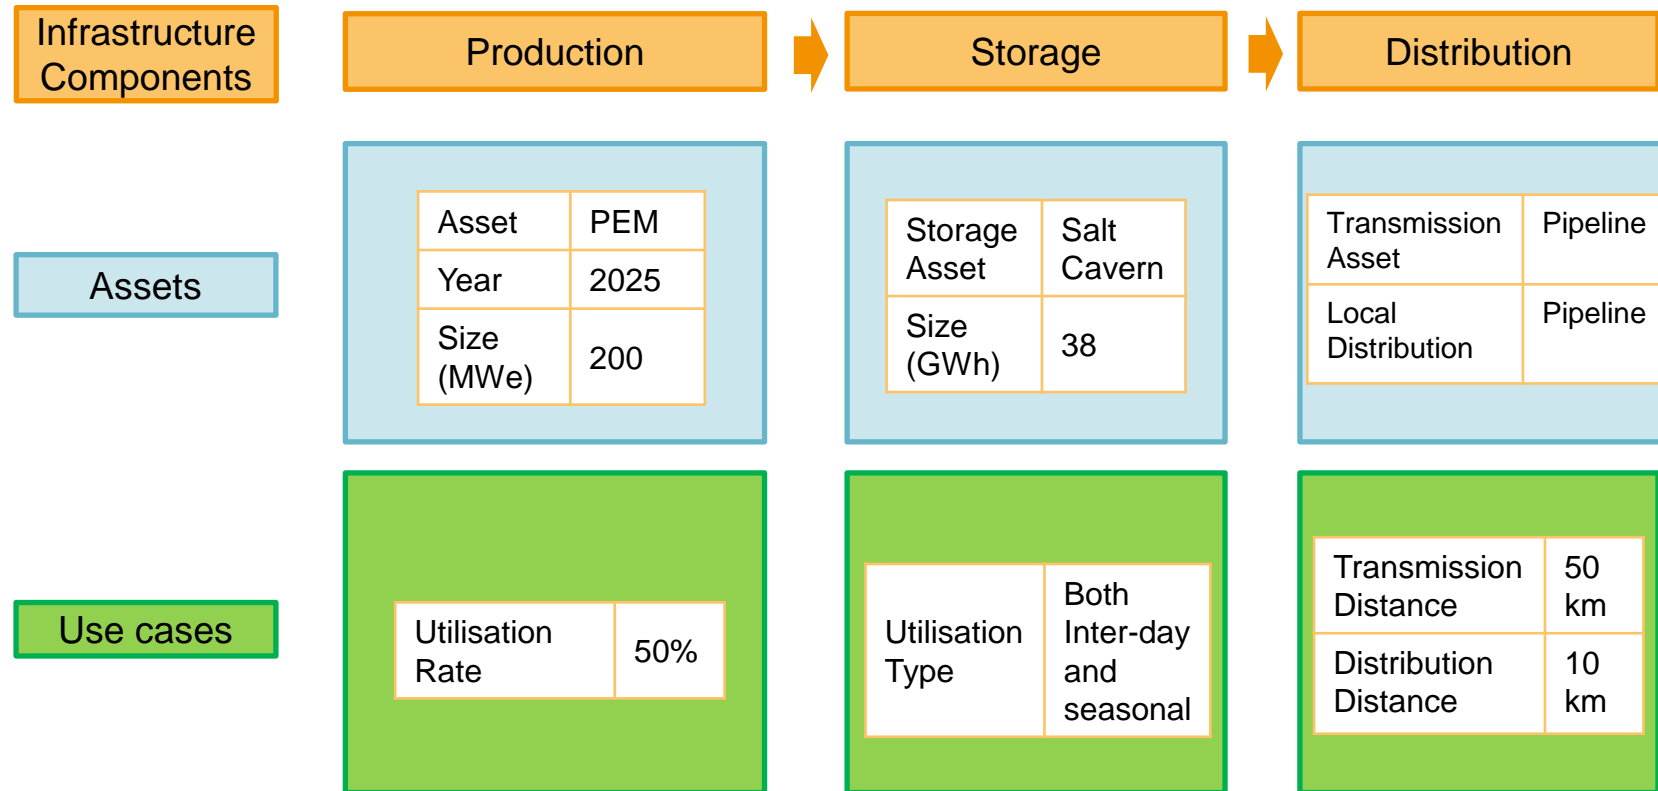 Infrastructure
Components
Production
Storage
Distribution
Assets
Asset PEM
Year 2025
Size
(MWe)
200
Storage
Asset
Salt
Cavern
Size
(GWh)
38
Transmission
Asset
Pipeline
Local
Distribution
Pipeline
Use cases
Utilisation
Rate
50%
Utilisation
Type
Both
Inter-day
and
seasonal
Transmission
Distance
50
km
Distribution
Distance
10
km